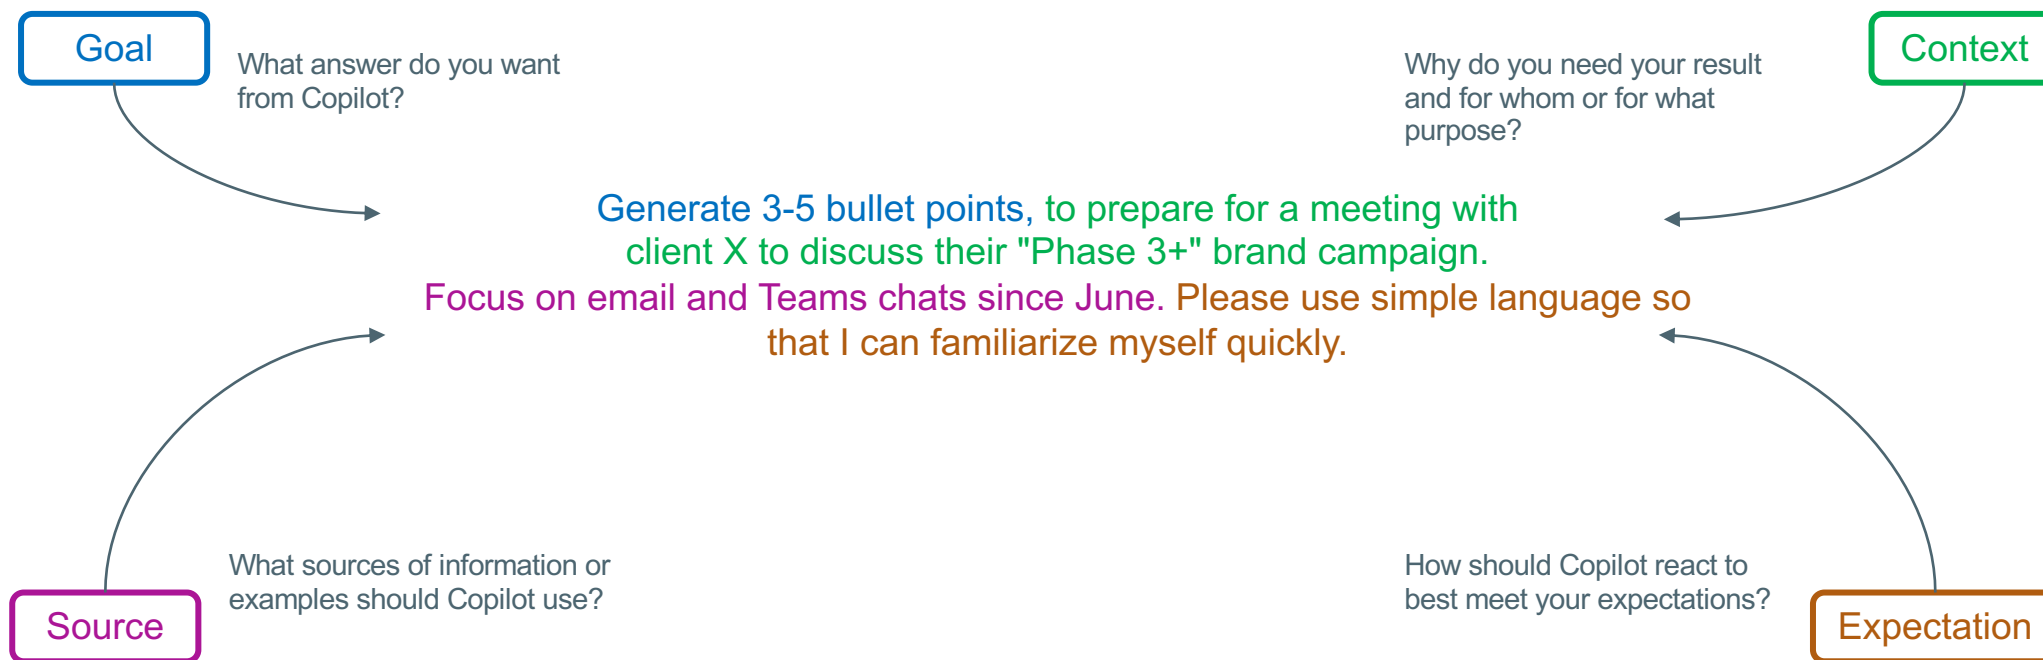 Goal
What answer do you want
from Copilot?
Context
Why do you need your result
and for whom or for what
purpose?
Generate 3-5 bullet points, to prepare for a meeting with
client X to discuss their "Phase 3+" brand campaign.
Focus on email and Teams chats since June. Please use simple language so
that I can familiarize myself quickly.
Source
What sources of information or
examples should Copilot use?
How should Copilot react to
best meet your expectations?
Expectation